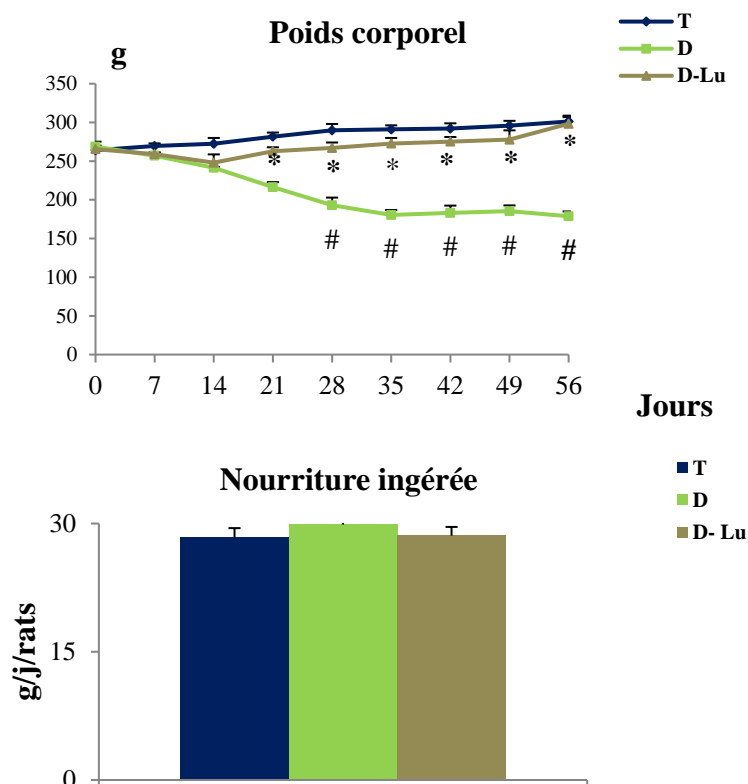 Poids corporel
g
T
D
D-Lu
350
300
250
200
150
100
50
0
* * * * * *
# # # # #
0 7 14 21 28 35 42 49 56
Jours
Nourriture ingérée
T
D
D- Lu
g/j/rats
30
15
0